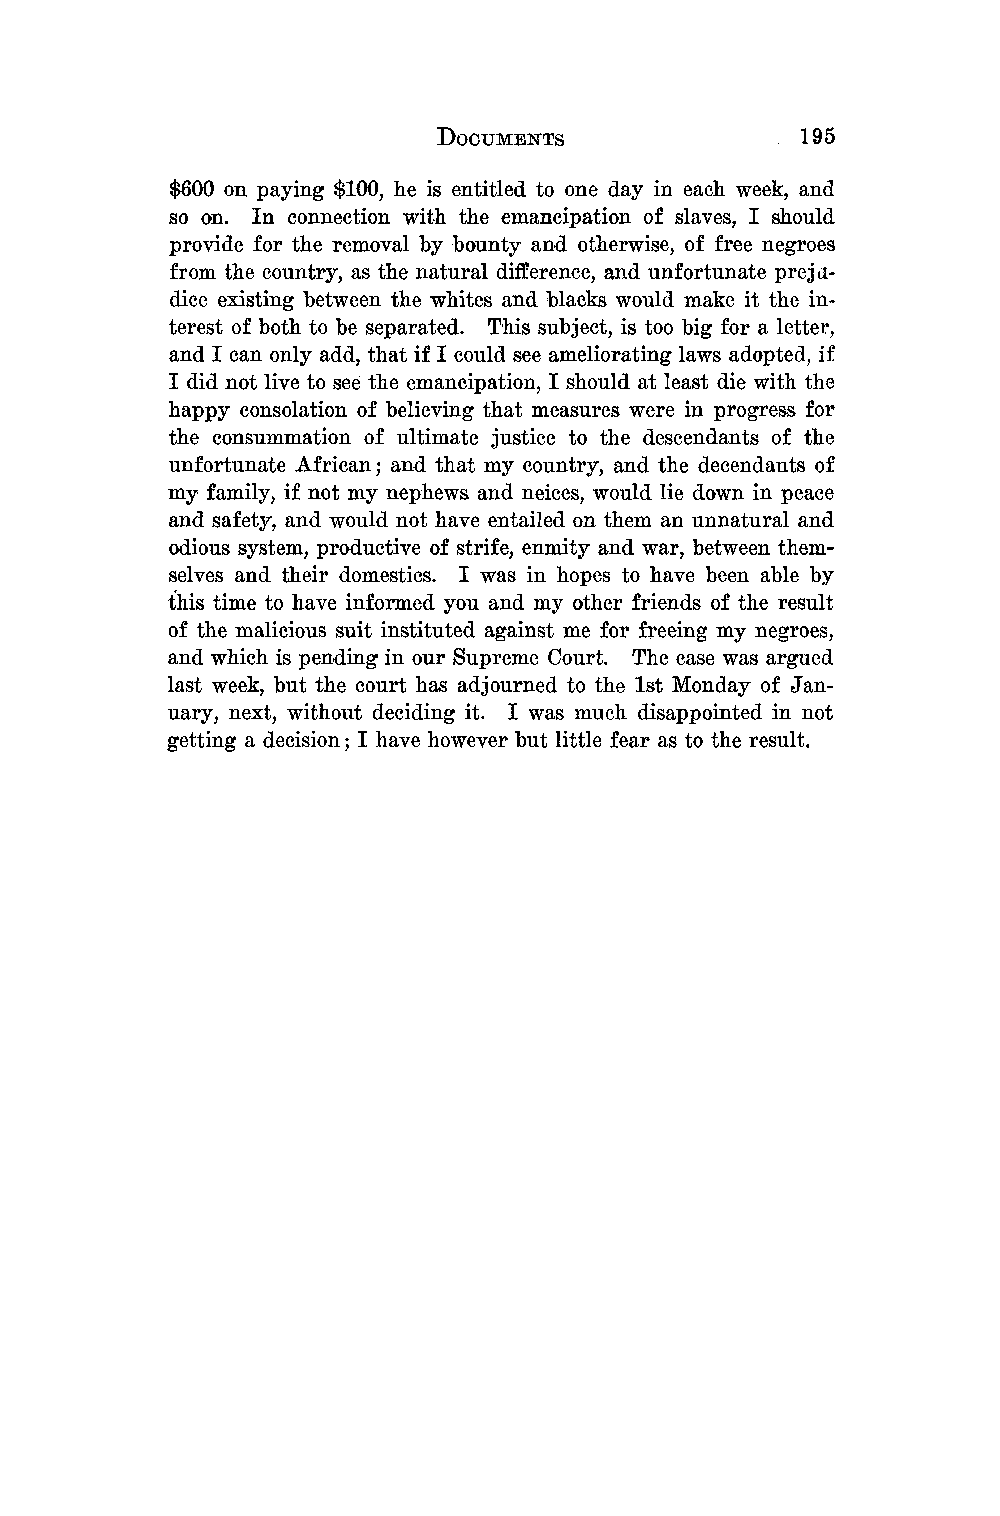 DOCUMENTS 195
$600 on paying $100, he is entitled to one day in each week, and
so on. In connection with the emancipation of slaves, I should
provide for the removal by bounty and otherwise, of free negroes
from the country, as the natural difference, and unfortunate preju-
dice existing between the whites and blacks would make it the in-
terest of both to be separated. This subject, is too big for a letter,
and I can only add, that if I could see ameliorating laws adopted, if
I did not live to see the emancipation, I should at least die with the
happy consolation of believing that measures were in progress for
the consummation of ultimate justice to the descendants of the
unfortunate African; and that my country, and the decendants of
my family, if not my nephews and neices, would lie down in peace
and safety, and would not have entailed on them an unnatural and
odious system, productive of strife, enmity and war, between them-
selves and their domestics. I was in hopes to have been able by
this time to have informed you and my other friends of the result
of the malicious suit instituted against me for freeing my negroes,
and which is pending in our Supreme Court. The case was argued
last week, but the court has adjourned to the 1st Monday of Jan-
uary, next, without deciding it. I was much disappointed in not
getting a decision; I have however but little fear as to the result.